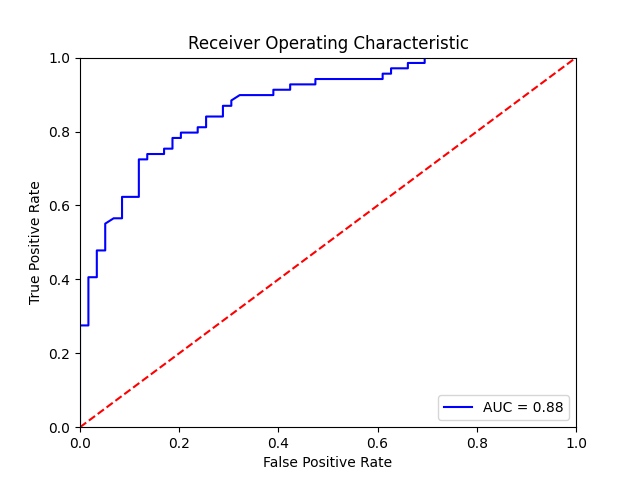 Receiver Operating Characteristic
True Positive Rate
1.0
0.8
0.6
0.4
0.2
0.0
AUC = 0.88
0.0 0.2 0.4 0.6 0.8 1.0
False Positive Rate